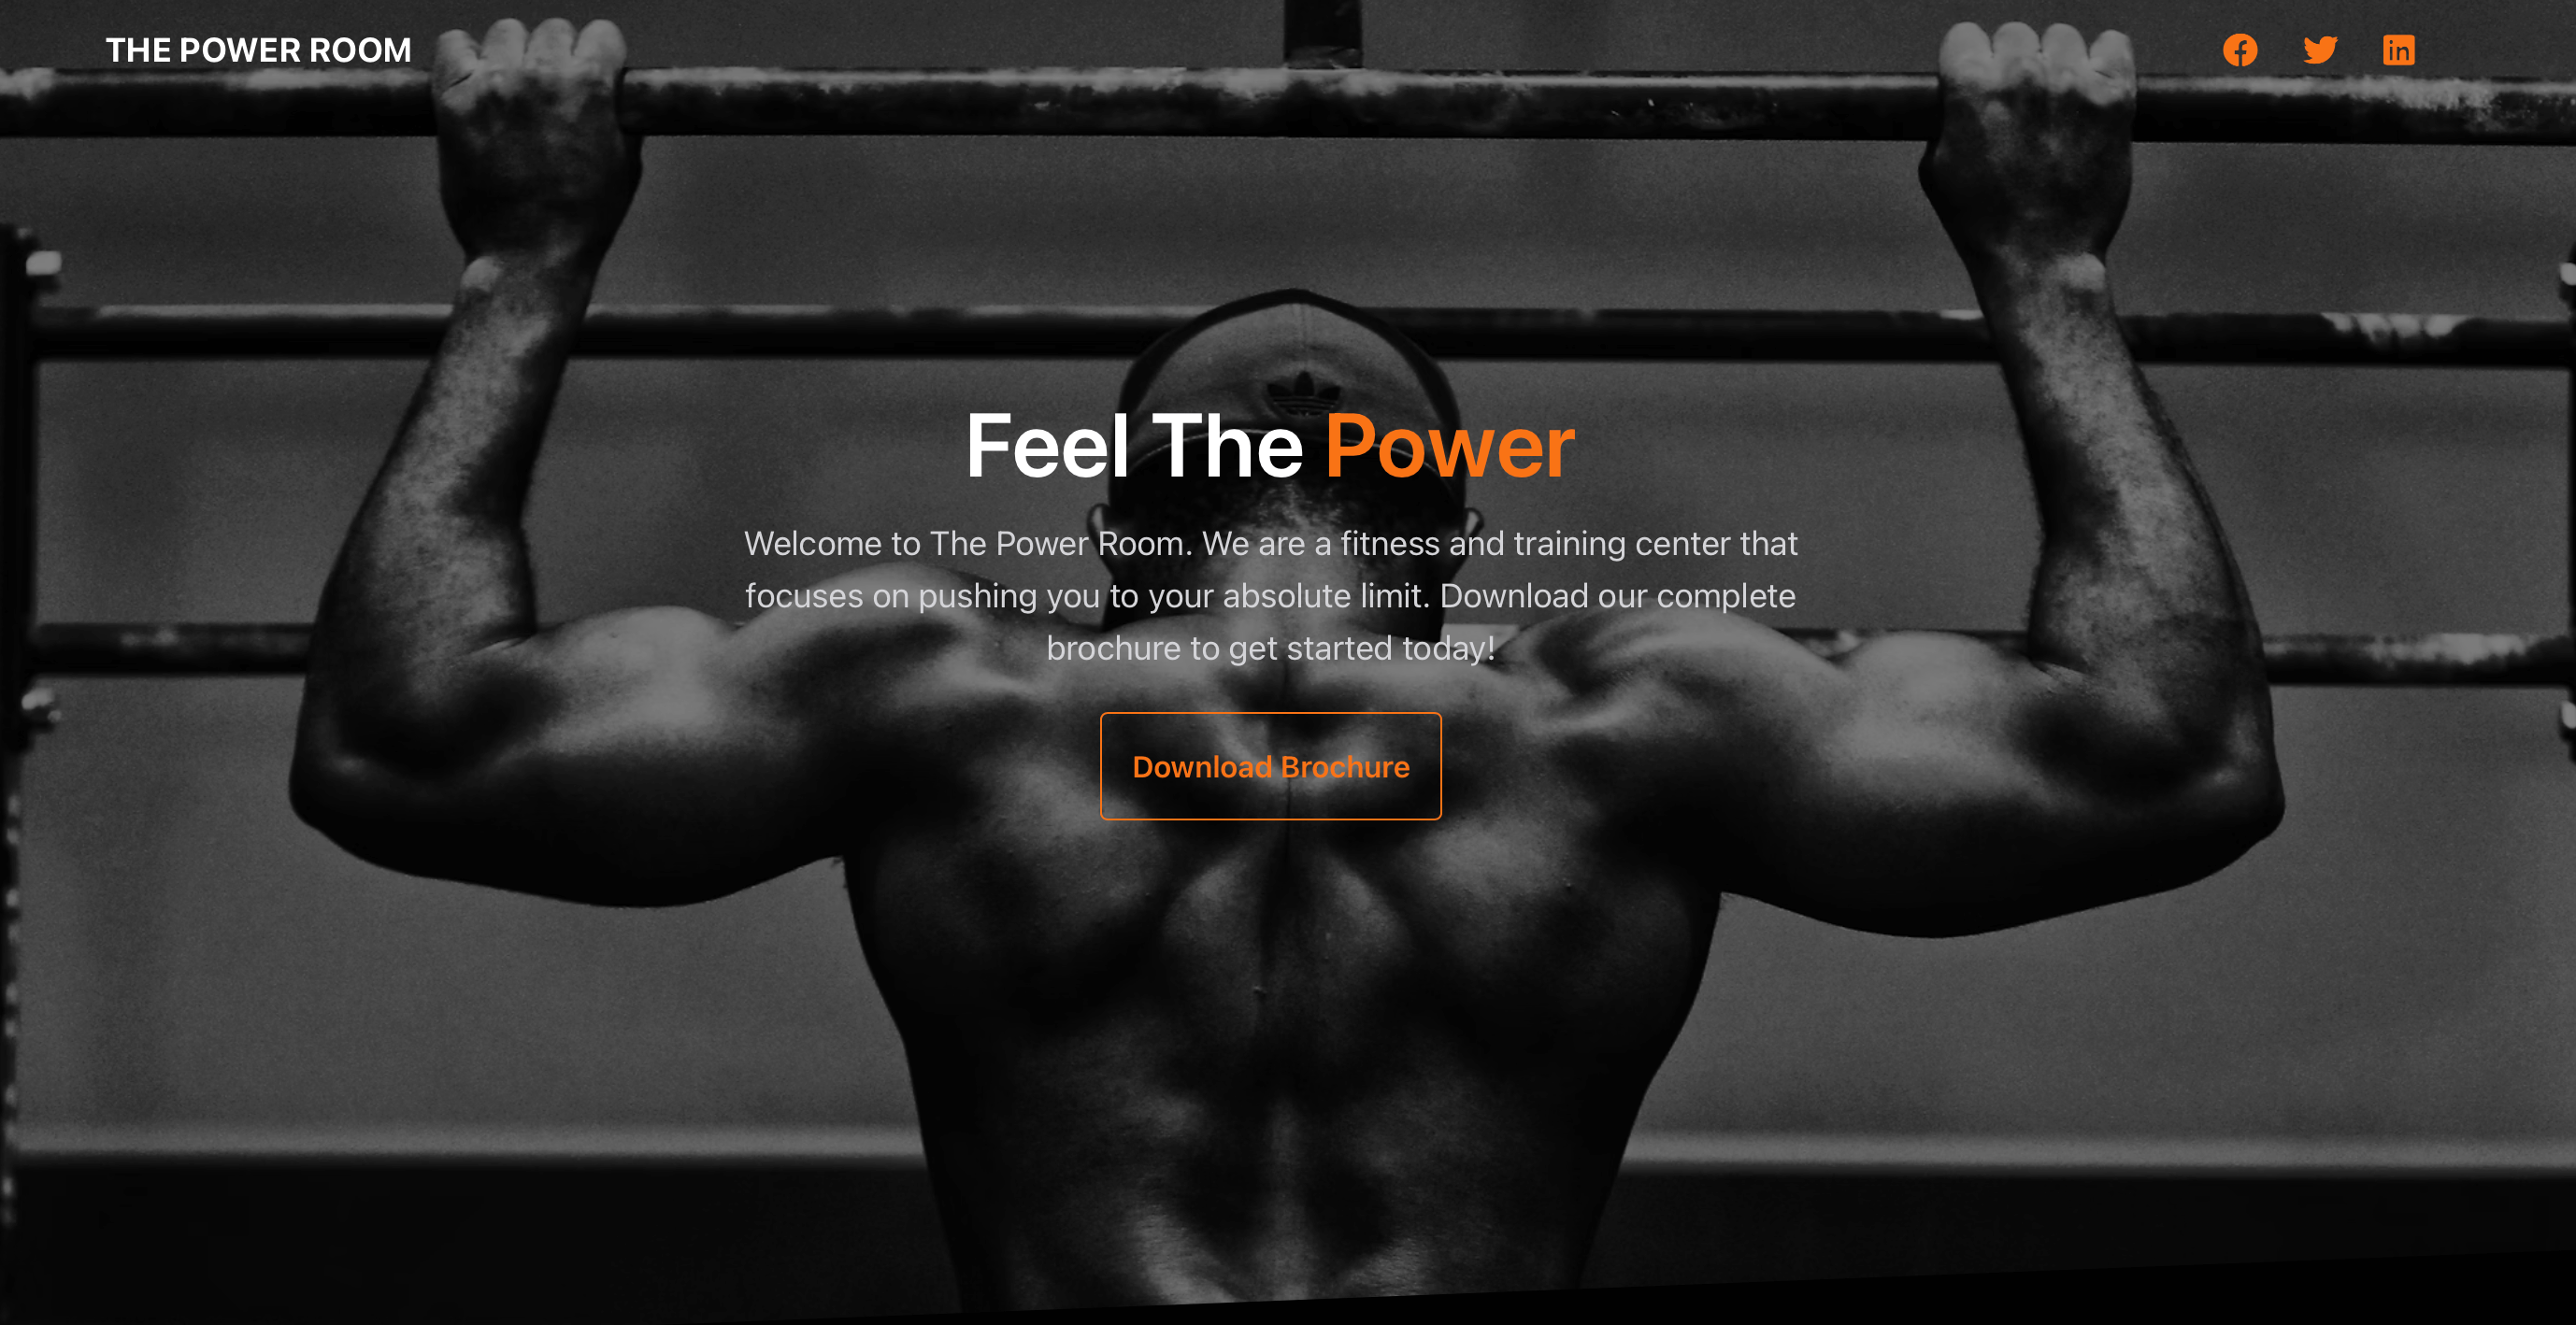 THE POWER ROOM
Feel The Power
Welcome to The Power Room. We are a fitness and training center that
focuses on pushing you to your absolute limit. Download our complete
brochure to get started today!
Download Brochure